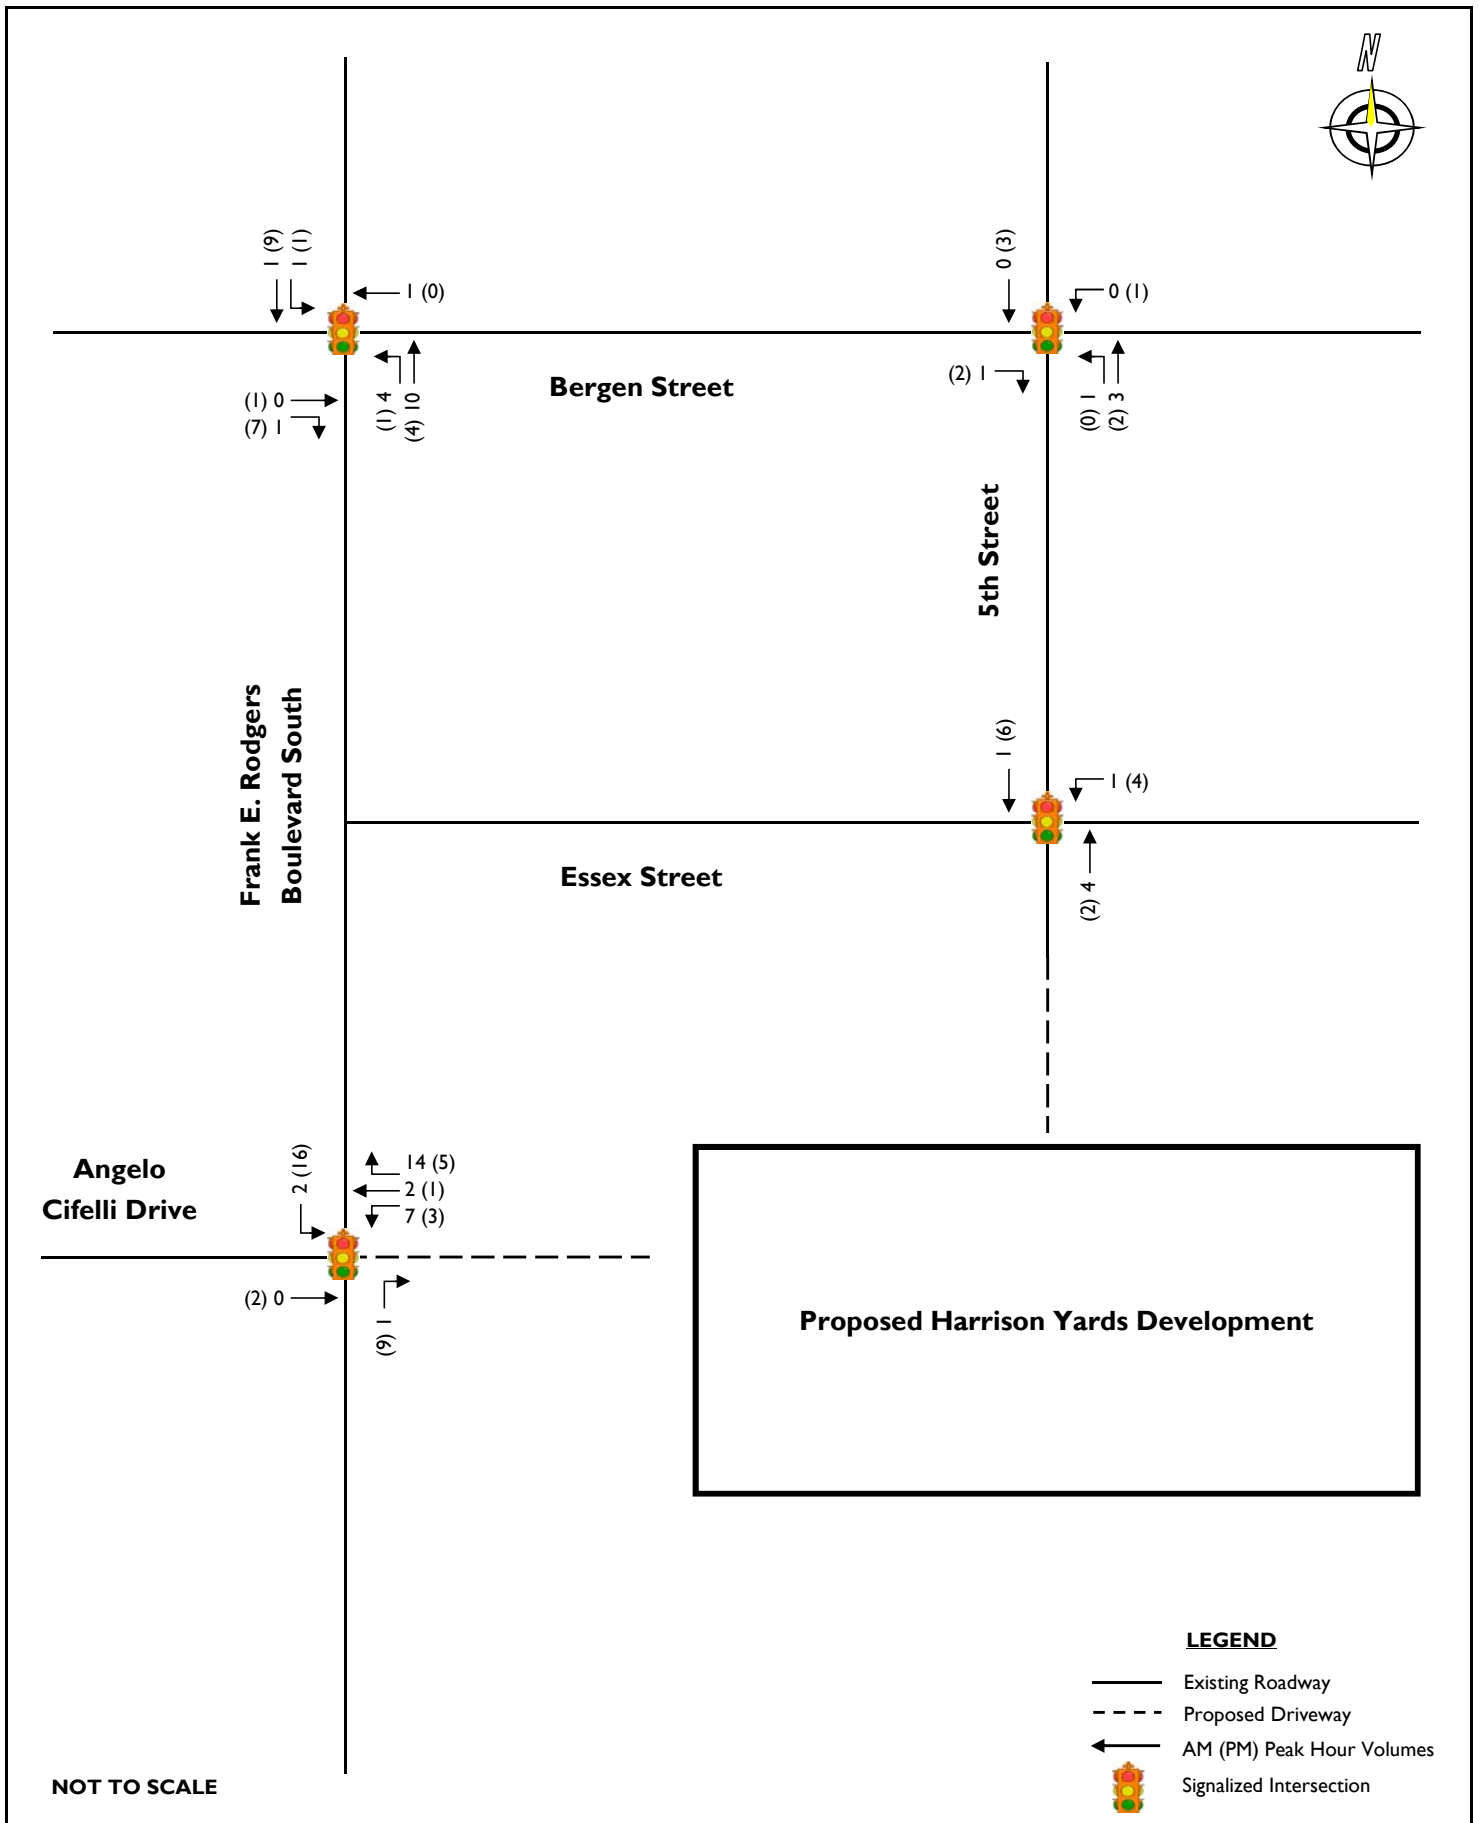 N
1 (9)
1 (1)
1 (0)
0 (3)
0 (1)
(1) 0
(7) 1
(1) 4
(4) 10
Bergen Street
(2) 1
(0) 1
(2) 3
5th Street
Frank E. Rodgers
Boulevard South
1 (6)
1 (4)
Essex Street
(2) 4
Angelo
Cifelli Drive
2 (16)
14 (5)
2 (1)
7 (3)
(2) 0
(9) 1
Proposed Harrison Yards Development
LEGEND
Existing Roadway
Proposed Driveway
AM (PM) Peak Hour Volumes
Signalized Intersection
NOT TO SCALE